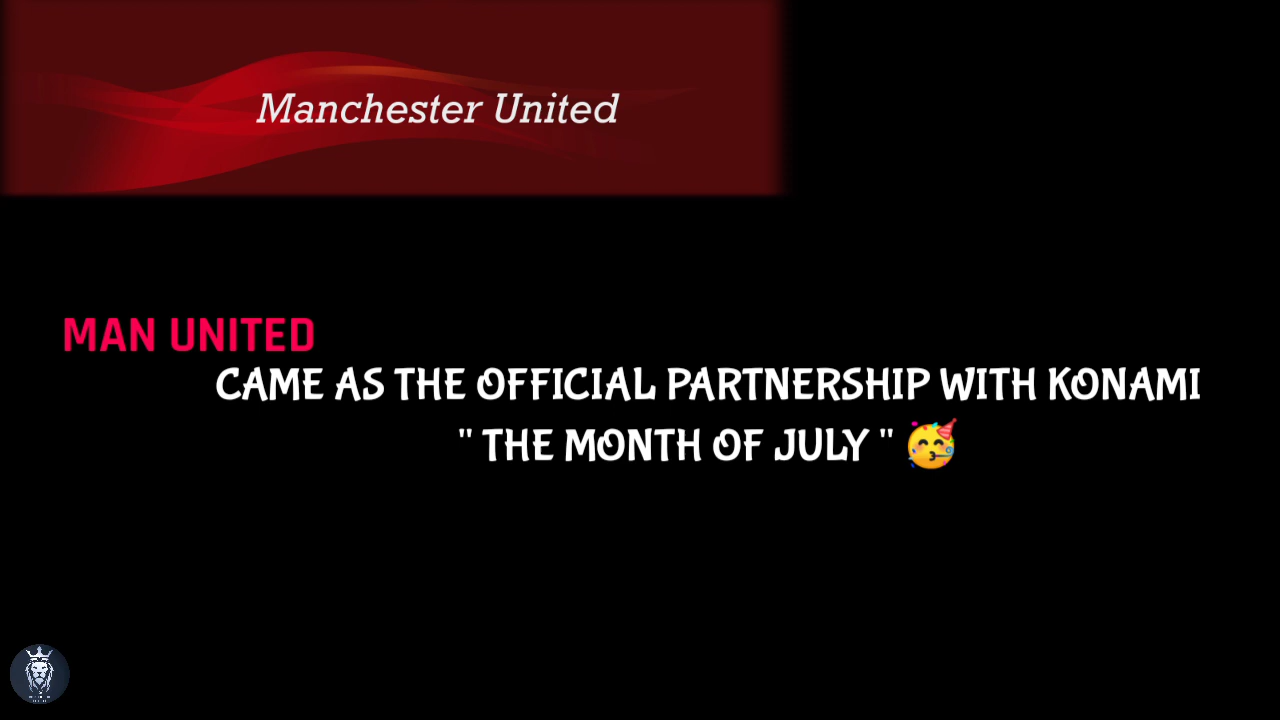 Manchester United
MAN UNITED
CAME AS THE OFFICIAL PARTNERSHIP WITH KONAMI
" THE MONTH OF JULY " 🥳